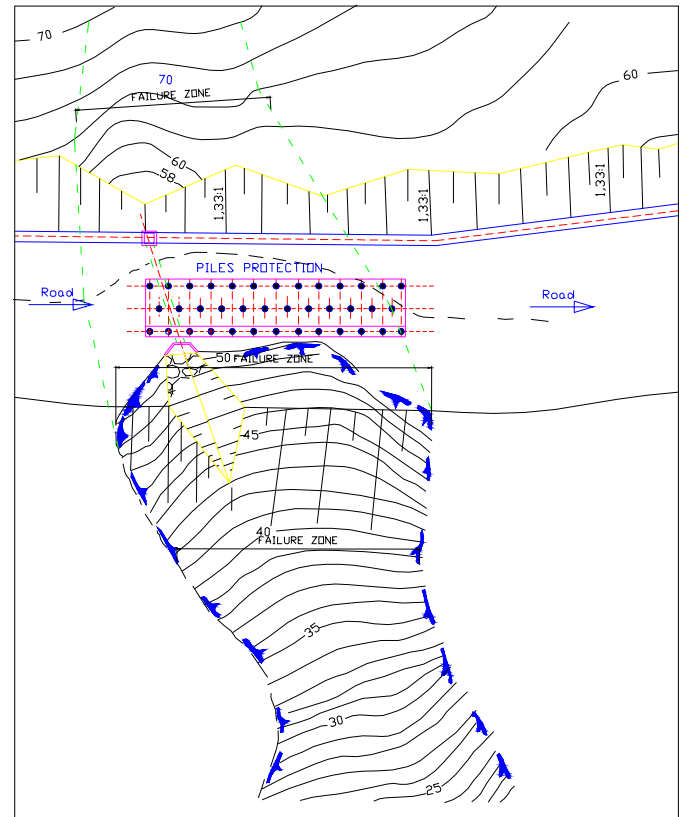 70
60
70
FAILURE ZONE
60
58
1,33:1
1,33:1
1,33:1
PILES PROTECTION
Road
Road
50
FAILURE ZONE
45
40
FAILURE ZONE
35
30
25